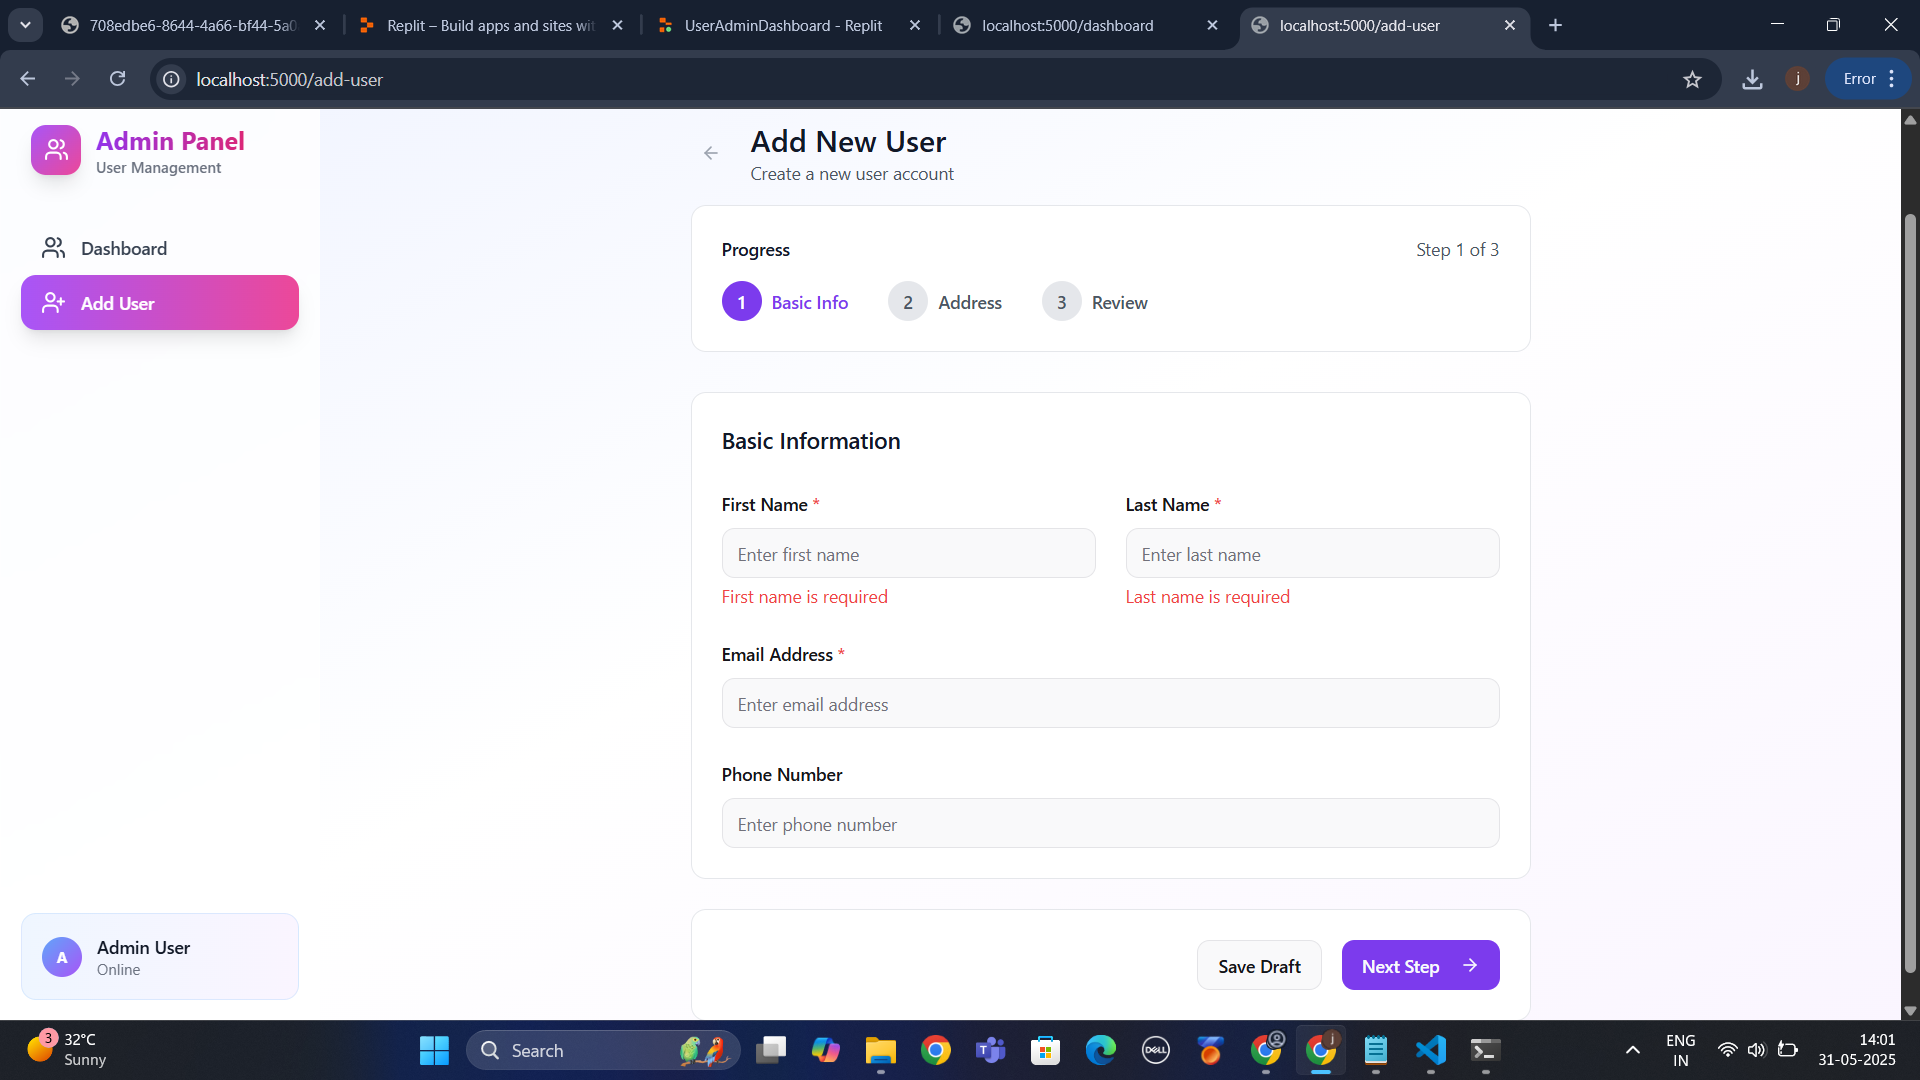 708edbe6-8644-4a66-bf44-5a0
Replit – Build apps and sites wit
UserAdminDashboard - Replit
localhost:5000/dashboard
localhost:5000/add-user
localhost:5000/add-user
j
Error
Admin Panel
User Management
Dashboard
Add User
Add New User
Create a new user account
Progress
Step 1 of 3
1 Basic Info
2 Address
3 Review
Basic Information
First Name *
Last Name *
Enter first name
Enter last name
First name is required
Last name is required
Email Address *
Enter email address
Phone Number
Enter phone number
A
Admin User
Online
Save Draft
Next Step
3
32°C
Sunny
Search
T
DELL
j
ENG
IN
14:01
31-05-2025